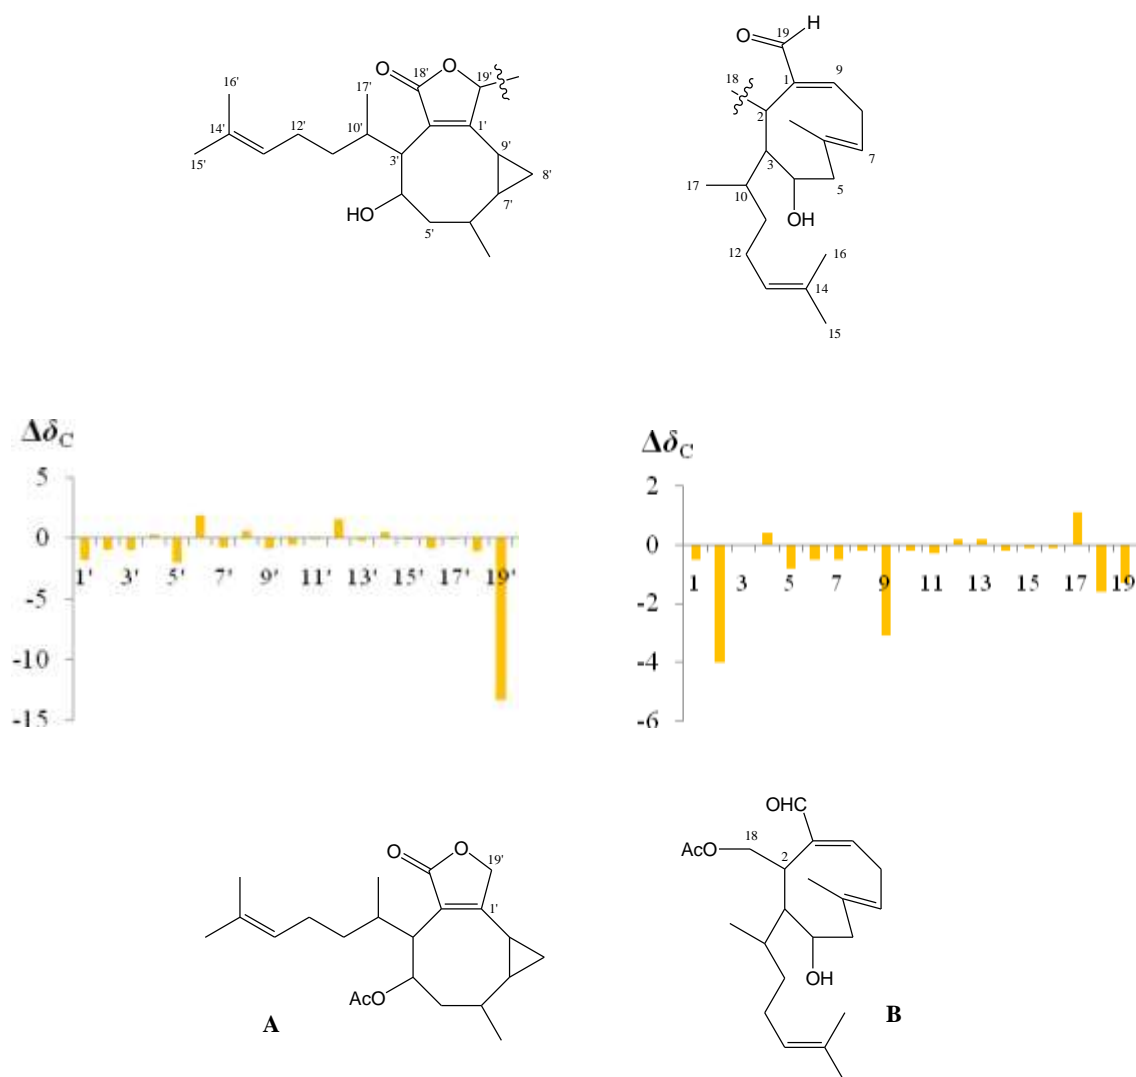 O
19
H
18
1
9
2
3
7
17
10
OH
5
12
16
14
15
O
O
19'
18'
16'
17'
14'
12'
10'
1'
9'
15'
3'
8'
7'
HO
5'
ΔδC
5
0
-5
-10
-15
1' 3' 5' 7' 9' 11' 13' 15' 17' 19'
ΔδC
2
0
-2
-4
-6
1 3 5 7 9 11 13 15 17 19
O
O
19'
1'
AcO
A
OHC
18
AcO
2
OH
B